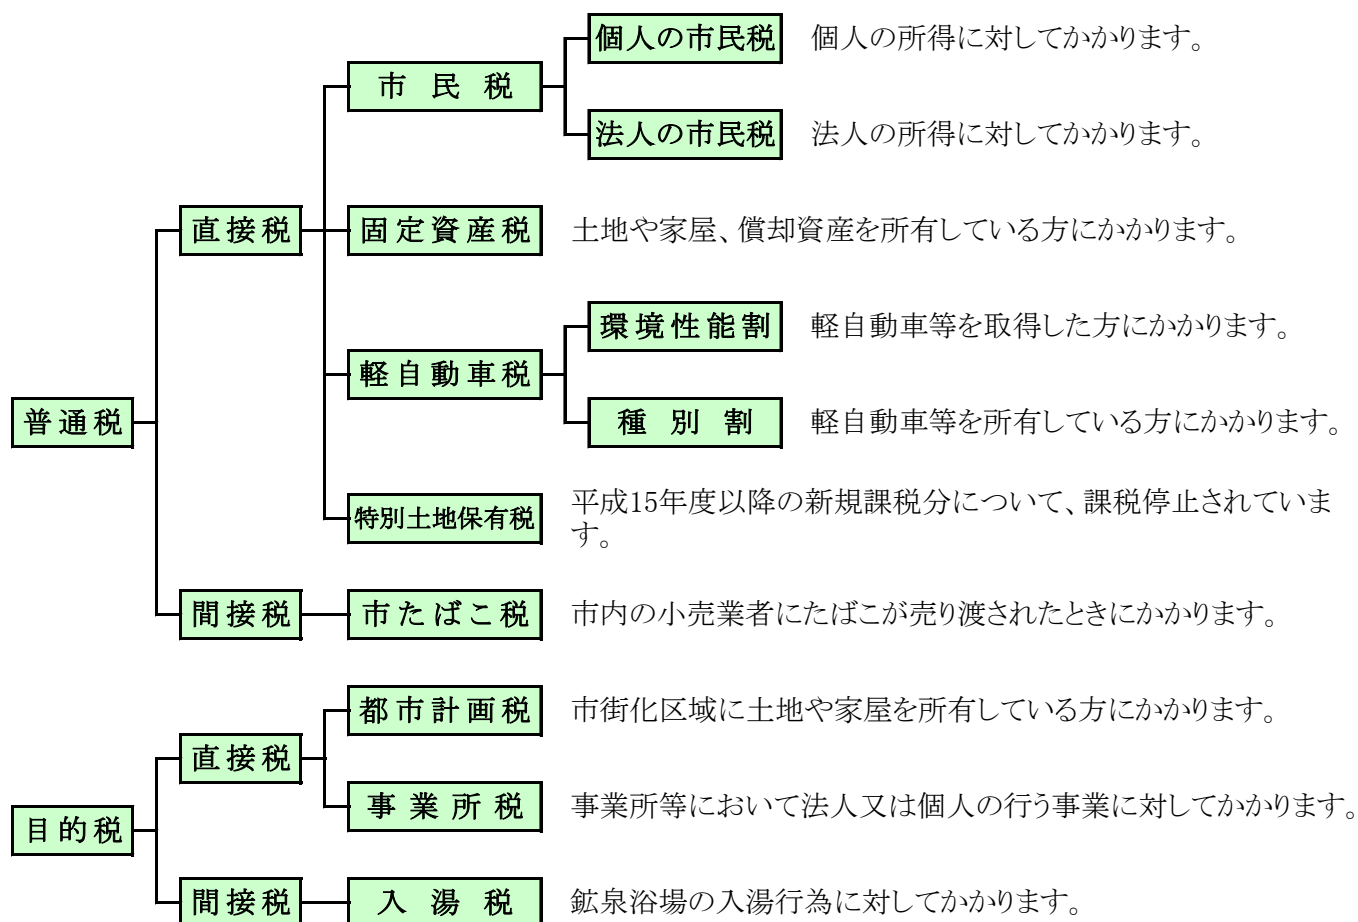 個人の市民税 個人の所得に対してかかります。
市民税
法人の市民税 法人の所得に対してかかります。
直接税 固定資産税 土地や家屋、償却資産を所有している方にかかります。
環境性能割 軽自動車等を取得した方にかかります。
軽自動車税
普通税 種別割 軽自動車等を所有している方にかかります。
特別土地保有税 平成15年度以降の新規課税分について、課税停止されていま
す。
間接税 市たばこ税 市内の小売業者にたばこが売り渡されたときにかかります。
都市計画税 市街化区域に土地や家屋を所有している方にかかります。
直接税
事業所税 事業所等において法人又は個人の行う事業に対してかかります。
目的税
間接税 入湯税 鉱泉浴場の入湯行為に対してかかります。